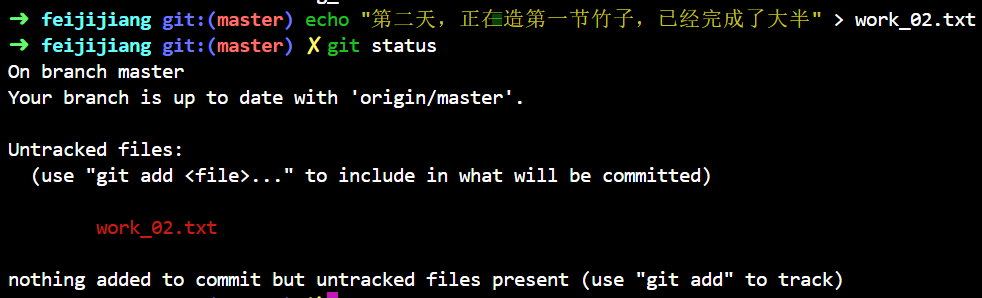 ➜ feijijiang git:(master) echo "第二天，正在造第一节竹子，已经完成了大半" > work_02.txt
➜ feijijiang git:(master) ✗ git status
On branch master
Your branch is up to date with 'origin/master'.
Untracked files:
(use "git add <file>..." to include in what will be committed)
work_02.txt
nothing added to commit but untracked files present (use "git add" to track)